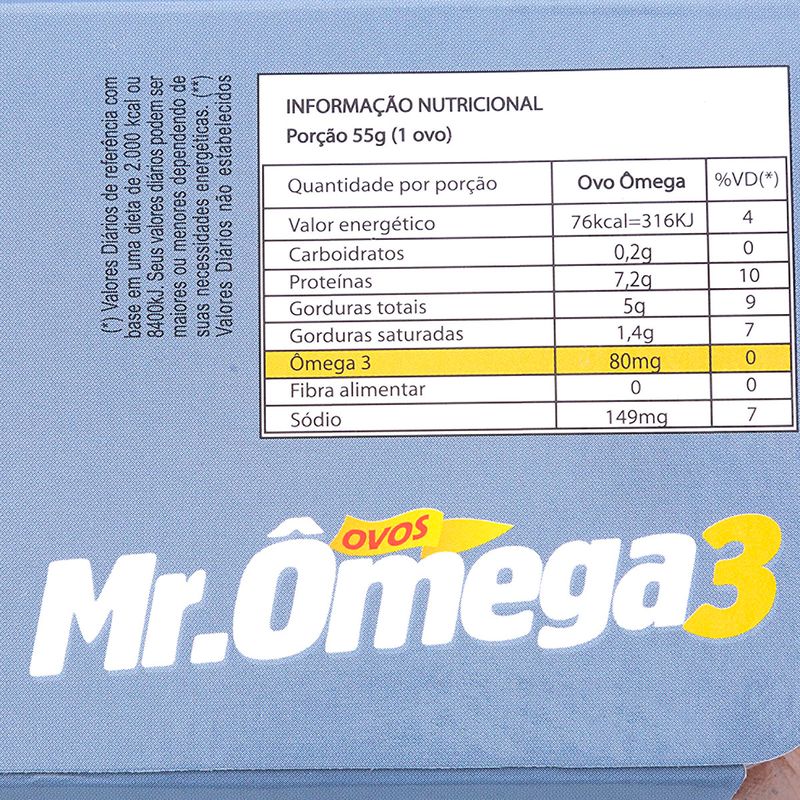 (*) Valores Diários de referência com
base em uma dieta de 2.000 kcal ou
8400kJ. Seus valores diários podem ser
maiores ou menores dependendo de
suas necessidades energéticas. (**)
Valores Diários não estabelecidos
INFORMAÇÃO NUTRICIONAL
Porção 55g (1 ovo)
Quantidade por porção Ovo Ômega %VD(*)
Valor energético 76kcal=316KJ 4
Carboidratos 0,2g 0
Proteínas 7,2g 10
Gorduras totais 5g 9
Gorduras saturadas 1,4g 7
Ômega 3 80mg 0
Fibra alimentar 0 0
Sódio 149mg 7
OVOS
Mr.Ômega3